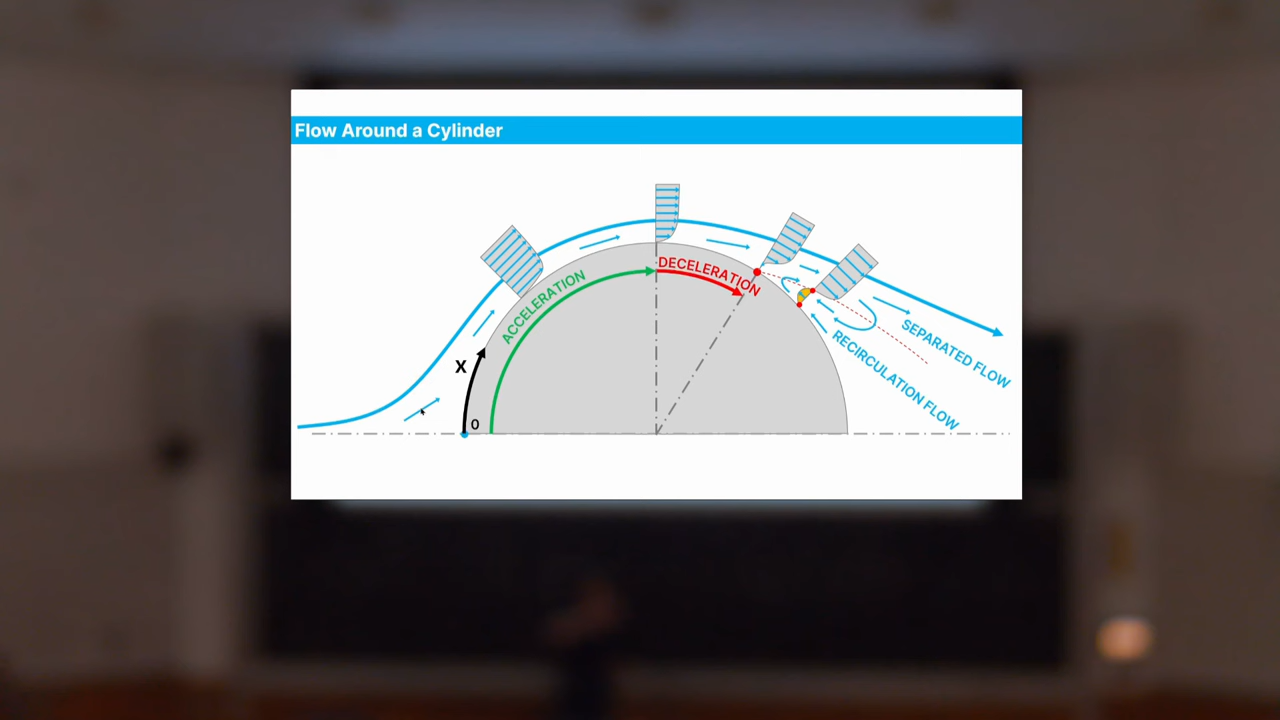 Flow Around a Cylinder
DECELERATION
ACCELERATION
SEPARATED FLOW
RECIRCULATION FLOW
X
0